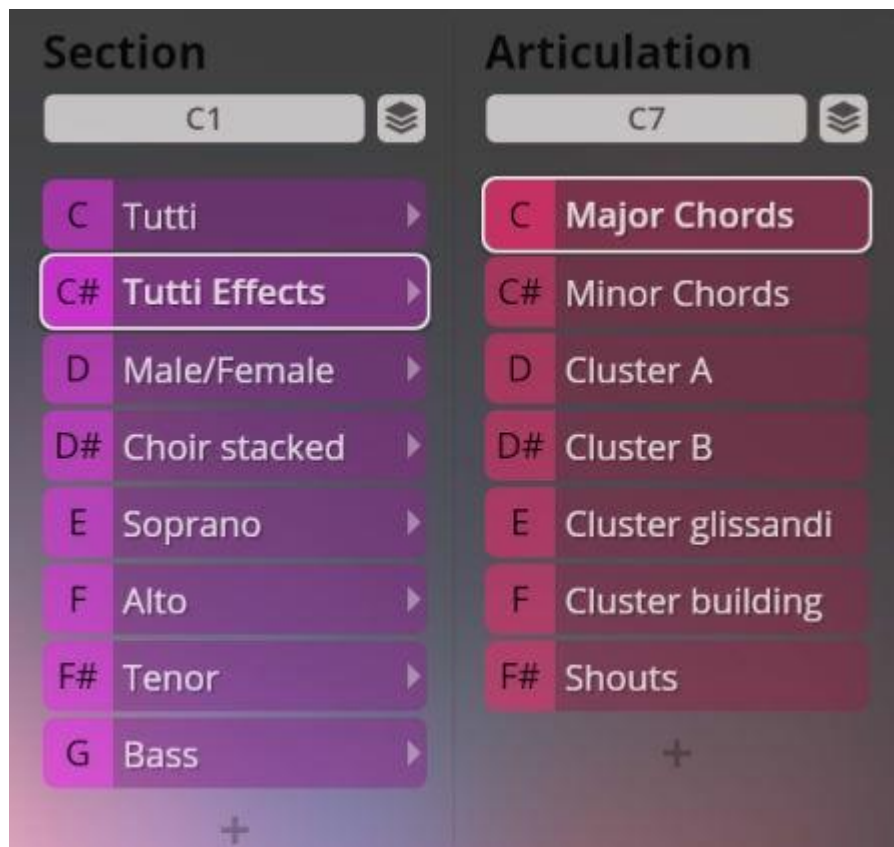 Section
C1
C Tutti
C# Tutti Effects
D Male/Female
D# Choir stacked
E Soprano
F Alto
F# Tenor
G Bass
+
Articulation
C7
C Major Chords
C# Minor Chords
D Cluster A
D# Cluster B
E Cluster glissandi
F Cluster building
F# Shouts
+